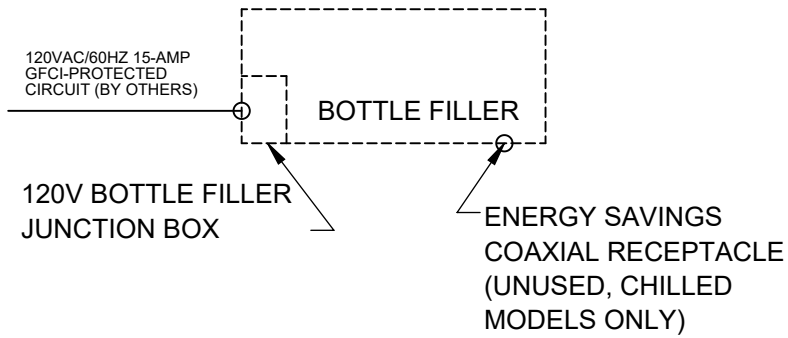 120VAC/60HZ 15-AMP
GFCI-PROTECTED
CIRCUIT (BY OTHERS)
BOTTLE FILLER
120V BOTTLE FILLER
JUNCTION BOX
ENERGY SAVINGS
COAXIAL RECEPTACLE
(UNUSED, CHILLED
MODELS ONLY)